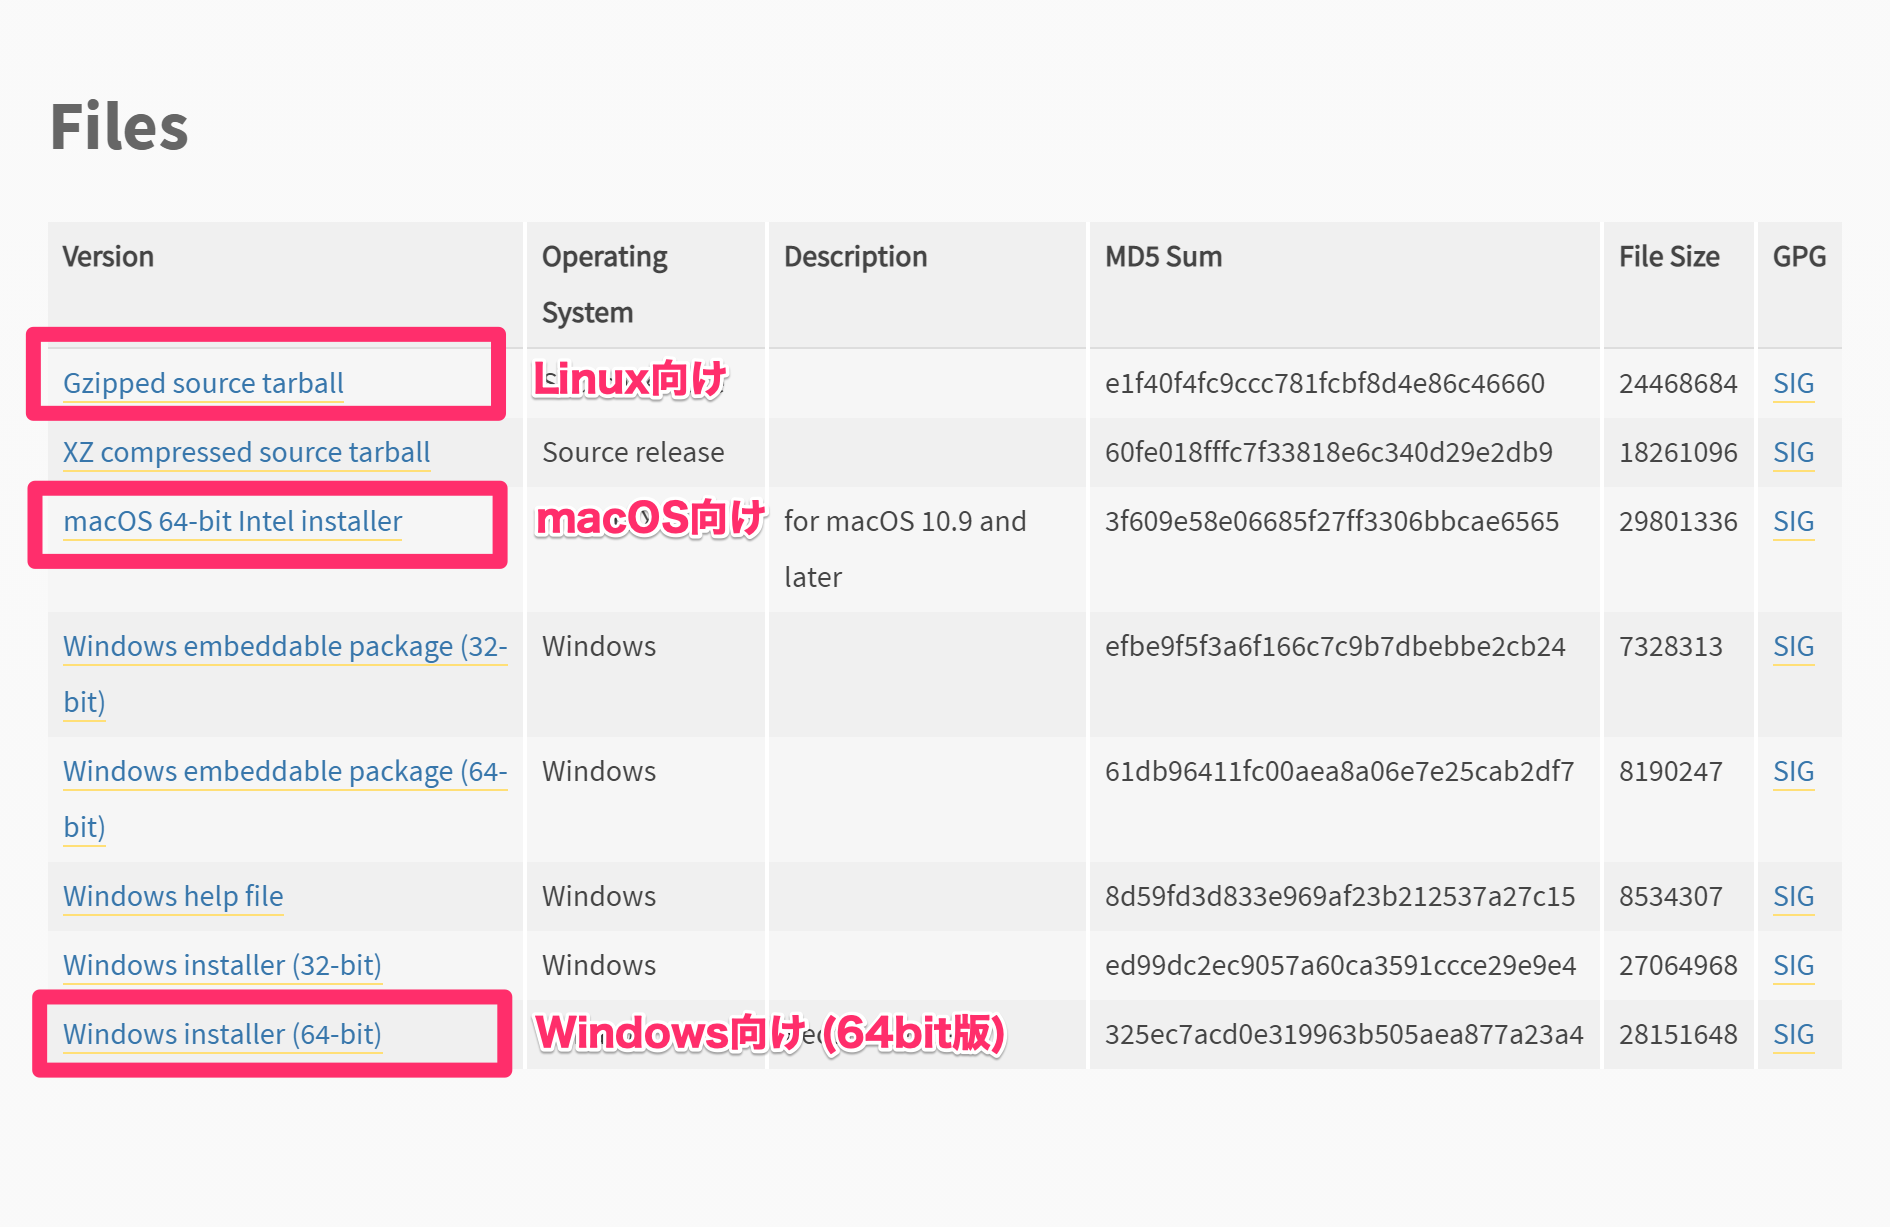 Files
Version Operating System Description MD5 Sum File Size GPG
Gzipped source tarball Linux向け e1f40f4fc9ccc781fcbf8d4e86c46660 24468684 SIG
XZ compressed source tarball Source release 60fe018fffc7f33818e6c340d29e2db9 18261096 SIG
macOS 64-bit Intel installer macOS向け for macOS 10.9 and later 3f609e58e06685f27ff3306bbcae6565 29801336 SIG
Windows embeddable package (32-bit) Windows efbe9f5f3a6f166c7c9b7dbebbe2cb24 7328313 SIG
Windows embeddable package (64-bit) Windows 61db96411fc00aea8a06e7e25cab2df7 8190247 SIG
Windows help file Windows 8d59fd3d833e969af23b212537a27c15 8534307 SIG
Windows installer (32-bit) Windows ed99dc2ec9057a60ca3591ccce29e9e4 27064968 SIG
Windows installer (64-bit) Windows向け (64bit版) 325ec7acd0e319963b505aea877a23a4 28151648 SIG